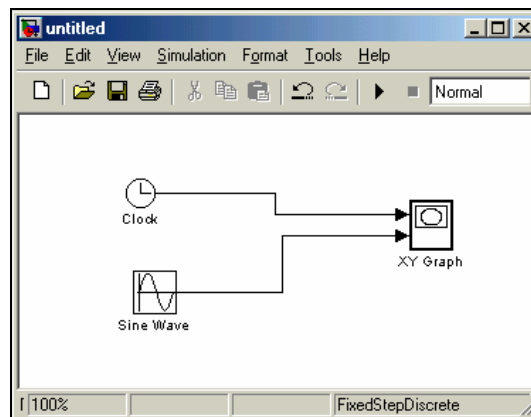 untitled
File Edit View Simulation Format Tools Help
Normal
Clock
XY Graph
Sine Wave
100% FixedStepDiscrete